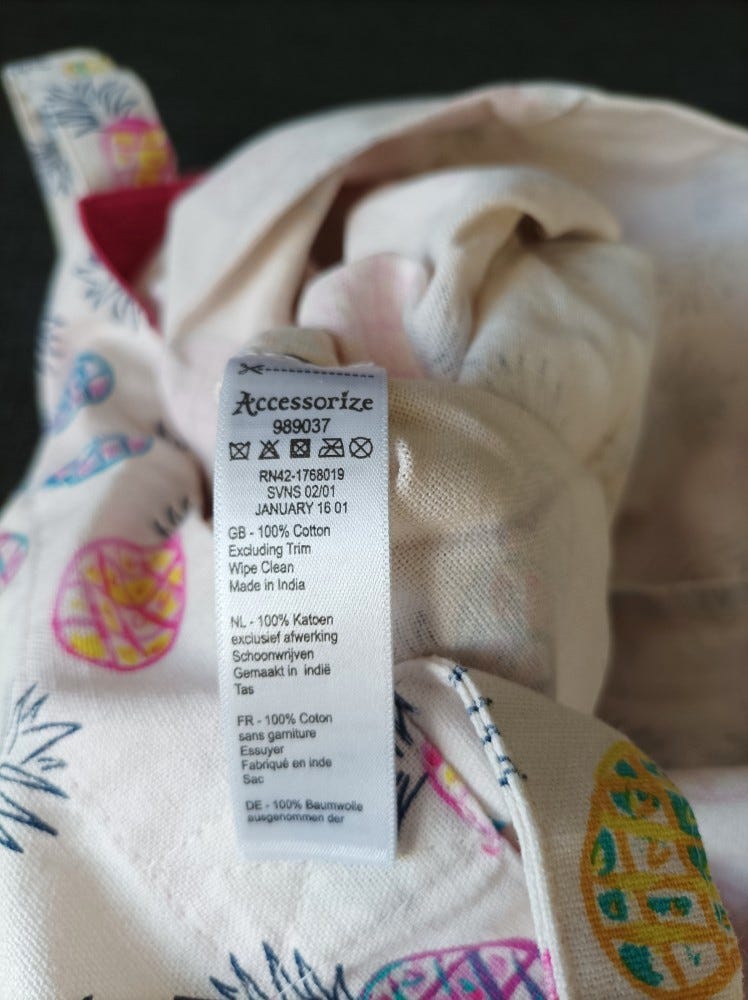 Accessorize
989037
RN42-1768019
SVNS 02/01
JANUARY 16 01
GB - 100% Cotton
Excluding Trim
Wipe Clean
Made in India
NL - 100% Katoen
exclusief afwerking
Schoonwrijven
Gemaakt in indië
Tas
FR - 100% Coton
sans garniture
Essuyer
Fabriqué en inde
Sac
DE - 100% Baumwolle
ausgenommen der